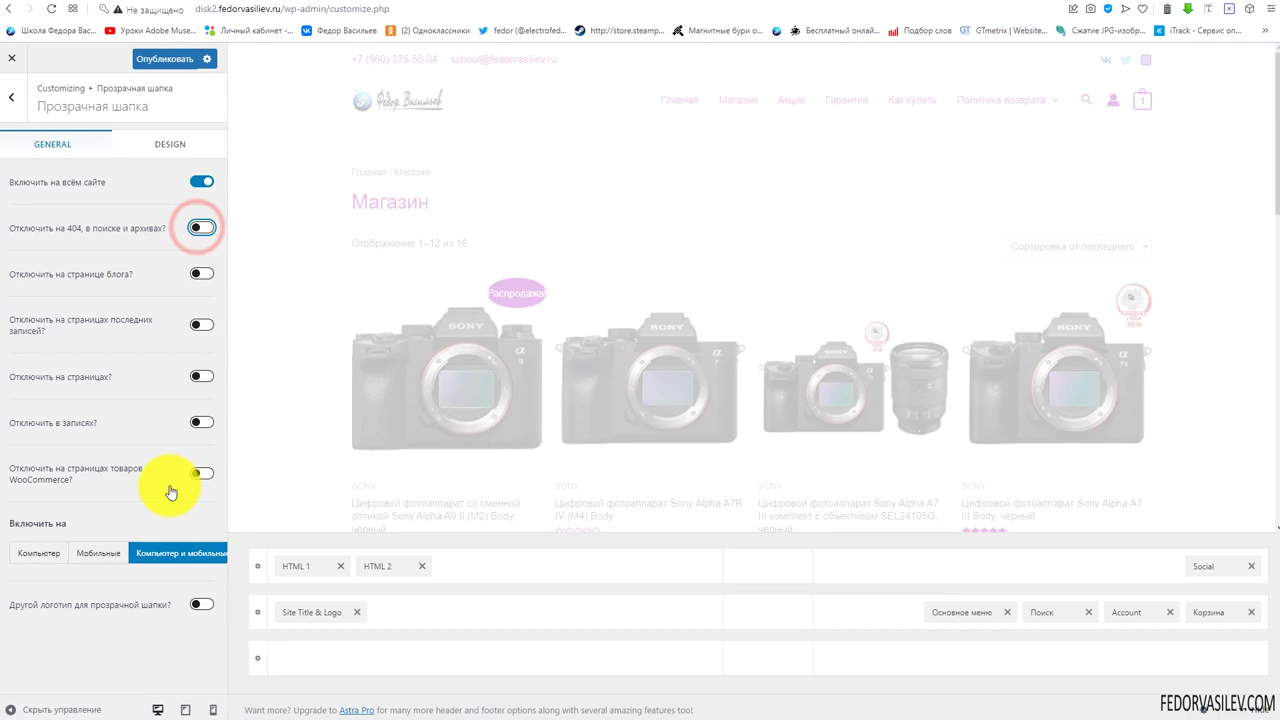 Не защищено
disk2.fedorvasiliev.ru/wp-admin/customize.php
Школа Федора Вас...
Уроки Adobe Muse...
Личный кабинет -...
Федор Васильев
(2) Одноклассники
fedor (@electrofed...
http://store.steamp...
Магнитные бури о...
Бесплатный онлай...
Подбор слов
GTmetrix | Website...
Сжатие JPG-изобр...
iTrack - Сервис оп...
Опубликовать
+7 (960) 375-50-04
school@fedorvasiliev.ru
Customizing ▸ Прозрачная шапка
Прозрачная шапка
Федор Васильев
Главная
Магазин
Акции
Гарантия
Как купить
Политика возврата
1
GENERAL
DESIGN
Главная / Магазин
Включить на всём сайте
Магазин
Отключить на 404, в поиске и архивах?
Отображение 1–12 из 16
Сортировка от последнего
Отключить на странице блога?
Распродажа!
Отключить на страницах последних
записей?
Отключить на страницах?
Отключить в записях?
Отключить на страницах товаров
WooCommerce?
SONY
SONY
SONY
SONY
Цифровой фотоаппарат со сменной
оптикой Sony Alpha A9 II (M2) Body,
черный
Цифровой фотоаппарат Sony Alpha A7R
IV (M4) Body
Цифровой фотоаппарат Sony Alpha A7
III комплект с объективом SEL24105G,
черный
Цифровой фотоаппарат Sony Alpha A7
III Body, черный
Включить на
Компьютер
Мобильные
Компьютер и мобильны
HTML 1
HTML 2
Social
Другой логотип для прозрачной шапки?
Site Title & Logo
Основное меню
Поиск
Account
Корзина
Скрыть управление
Want more? Upgrade to Astra Pro for many more header and footer options along with several amazing features too!
FEDORVASILEV.COM